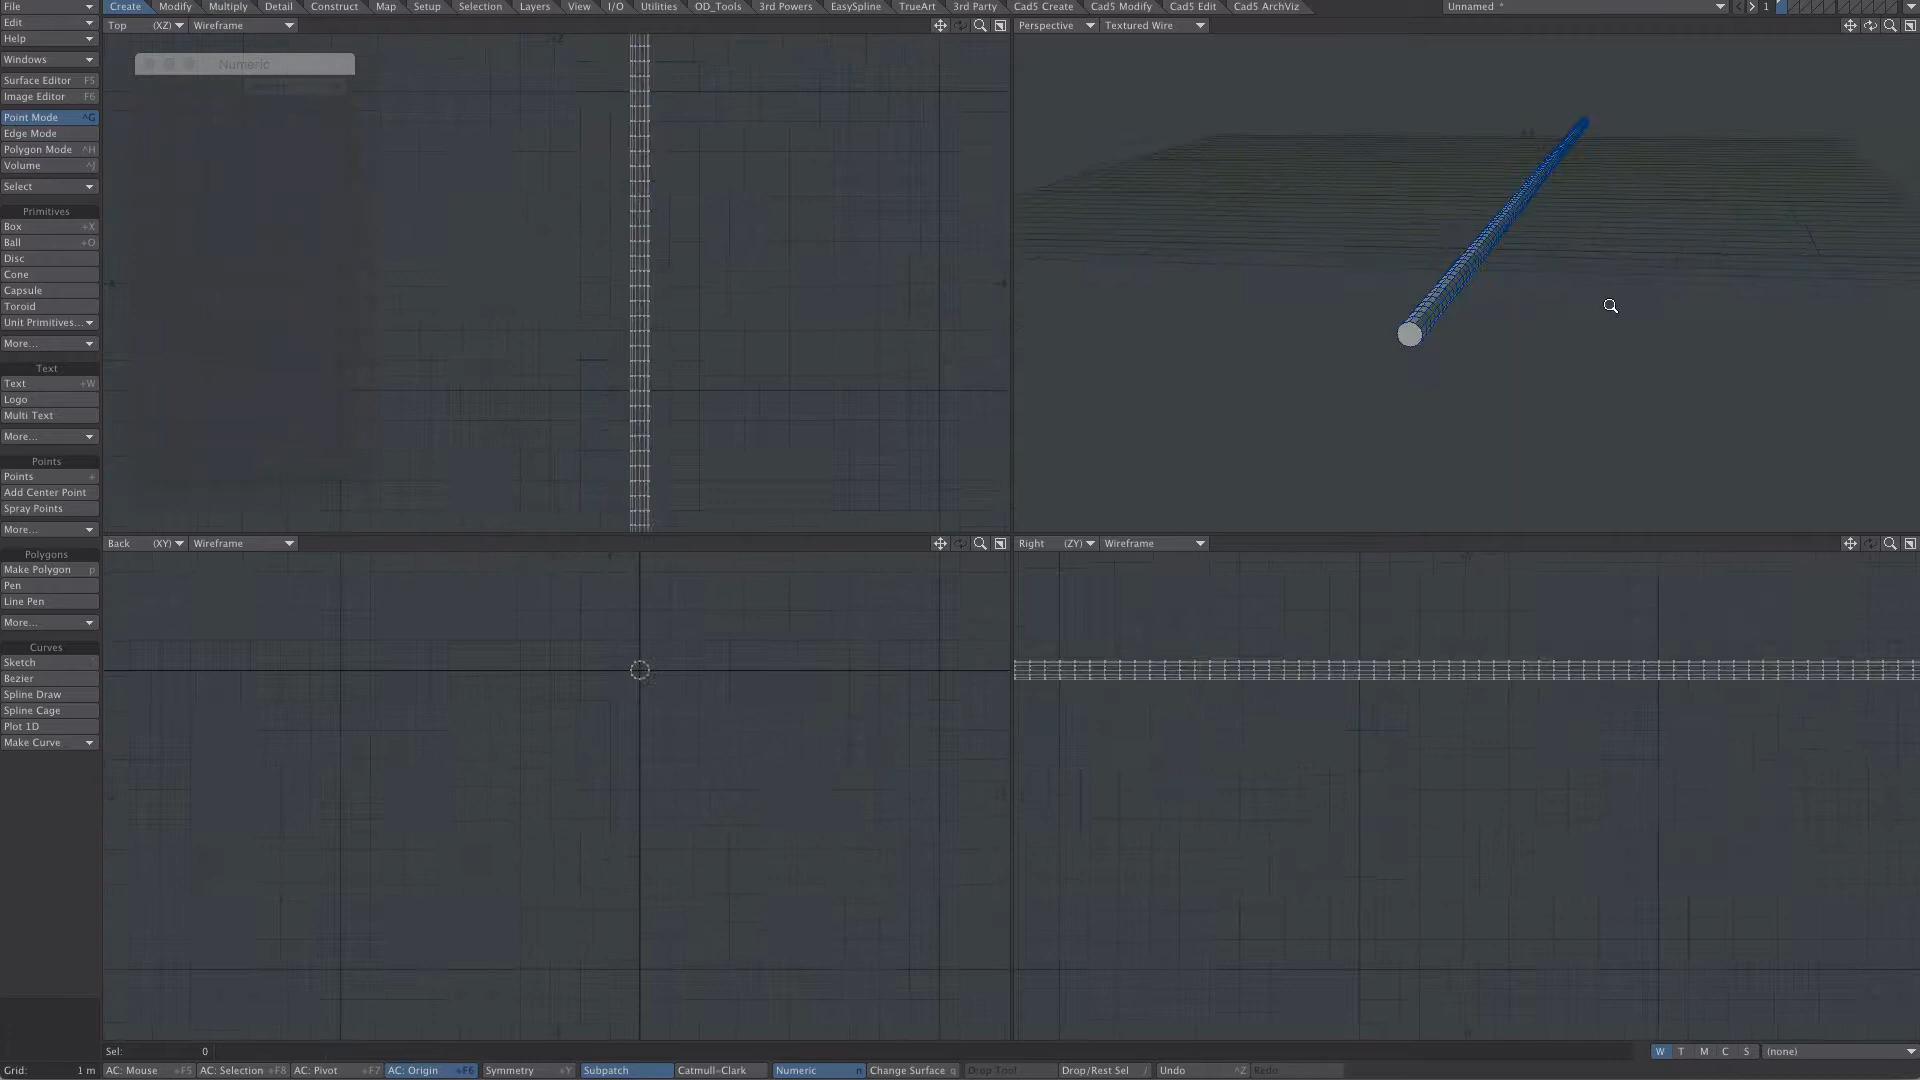 File Create Modify Multiply Detail Construct Map Setup Selection Layers View I/O Utilities OD_Tools 3rd Powers EasySpline TrueArt 3rd Party Cad5 Create Cad5 Modify Cad5 Edit Cad5 ArchViz Unnamed * 1
Edit
Top (XZ) Wireframe Perspective Textured Wire
Help
Windows
Numeric
Surface Editor F5
Image Editor F6
Point Mode ^G
Edge Mode
Polygon Mode ^H
Volume ^J
Select
Primitives
Box +X
Ball +O
Disc
Cone
Capsule
Toroid
Unit Primitives...
More...
Text
Text +W
Logo
Multi Text
More...
Points
Points +
Add Center Point
Spray Points
More...
Back (XY) Wireframe Right (ZY) Wireframe
Polygons
Make Polygon p
Pen
Line Pen
More...
Curves
Sketch
Bezier
Spline Draw
Spline Cage
Plot 1D
Make Curve
Sel: 0 W T M C S (none)
Grid: 1 m AC: Mouse +F5 AC: Selection +F8 AC: Pivot +F7 AC: Origin +F6 Symmetry +Y Subpatch Catmull-Clark Numeric n Change Surface q Drop Tool Drop/Rest Sel / Undo ^Z Redo